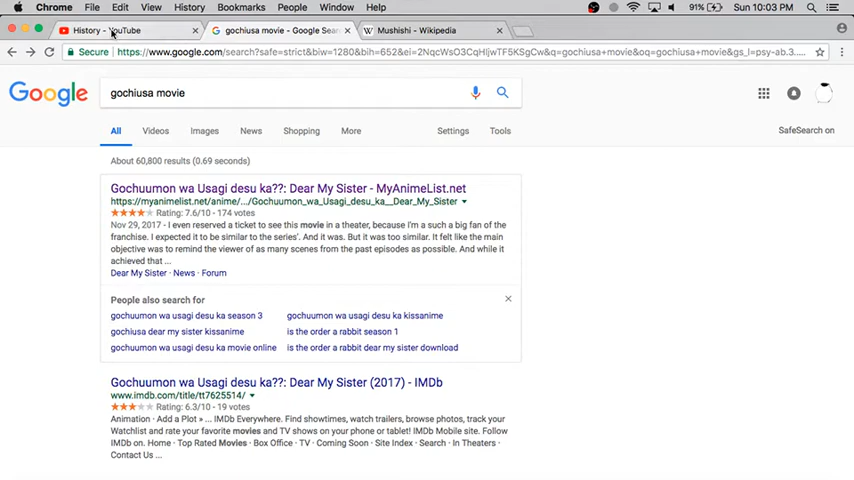 Chrome File Edit View History Bookmarks People Window Help 91% Sun 10:03 PM
History - YouTube gochiusa movie - Google Sear Mushishi - Wikipedia
Secure https://www.google.com/search?safe=strict&biw=1280&bih=652&ei=2NqcWsO3CqHljwTF5KSgCw&q=gochiusa+movie&oq=gochiusa+movie&gs_l=psy-ab.3....
Google gochiusa movie
All Videos Images News Shopping More Settings Tools SafeSearch on
About 60,800 results (0.69 seconds)
Gochuumon wa Usagi desu ka??: Dear My Sister - MyAnimeList.net
https://myanimelist.net/anime/.../Gochuumon_wa_Usagi_desu_ka__Dear_My_Sister
Rating: 7.6/10 - 174 votes
Nov 29, 2017 - I even reserved a ticket to see this movie in a theater, because I'm a such a big fan of the
franchise. I expected it to be similar to the series'. And it was. But it was too similar. It felt like the main
objective was to remind the viewer of as many scenes from the past episodes as possible. And while it
achieved that ...
Dear My Sister · News · Forum
People also search for
gochuumon wa usagi desu ka season 3 gochuumon wa usagi desu ka kissanime
gochiusa dear my sister kissanime is the order a rabbit season 1
gochuumon wa usagi desu ka movie online is the order a rabbit dear my sister download
Gochuumon wa Usagi desu ka??: Dear My Sister (2017) - IMDb
www.imdb.com/title/tt7625514/
Rating: 6.3/10 - 19 votes
Animation · Add a Plot » ... IMDb Everywhere. Find showtimes, watch trailers, browse photos, track your
Watchlist and rate your favorite movies and TV shows on your phone or tablet! IMDb Mobile site. Follow
IMDb on. Home · Top Rated Movies · Box Office · TV · Coming Soon · Site Index · Search · In Theaters ·
Contact Us ...